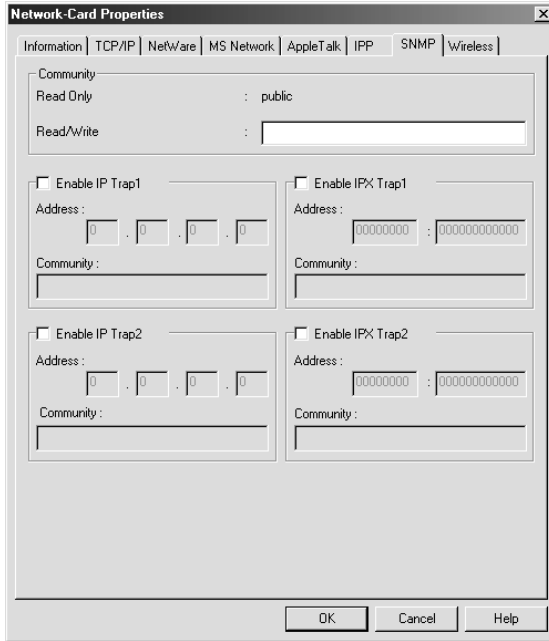 Network-Card Properties
Information TCP/IP NetWare MS Network AppleTalk IPP SNMP Wireless
Community
Read Only : public
Read/Write :
Enable IP Trap1
Address :
0 . 0 . 0 . 0
Community :
Enable IPX Trap1
Address :
00000000 : 000000000000
Community :
Enable IP Trap2
Address :
0 . 0 . 0 . 0
Community :
Enable IPX Trap2
Address :
00000000 : 000000000000
Community :
OK Cancel Help